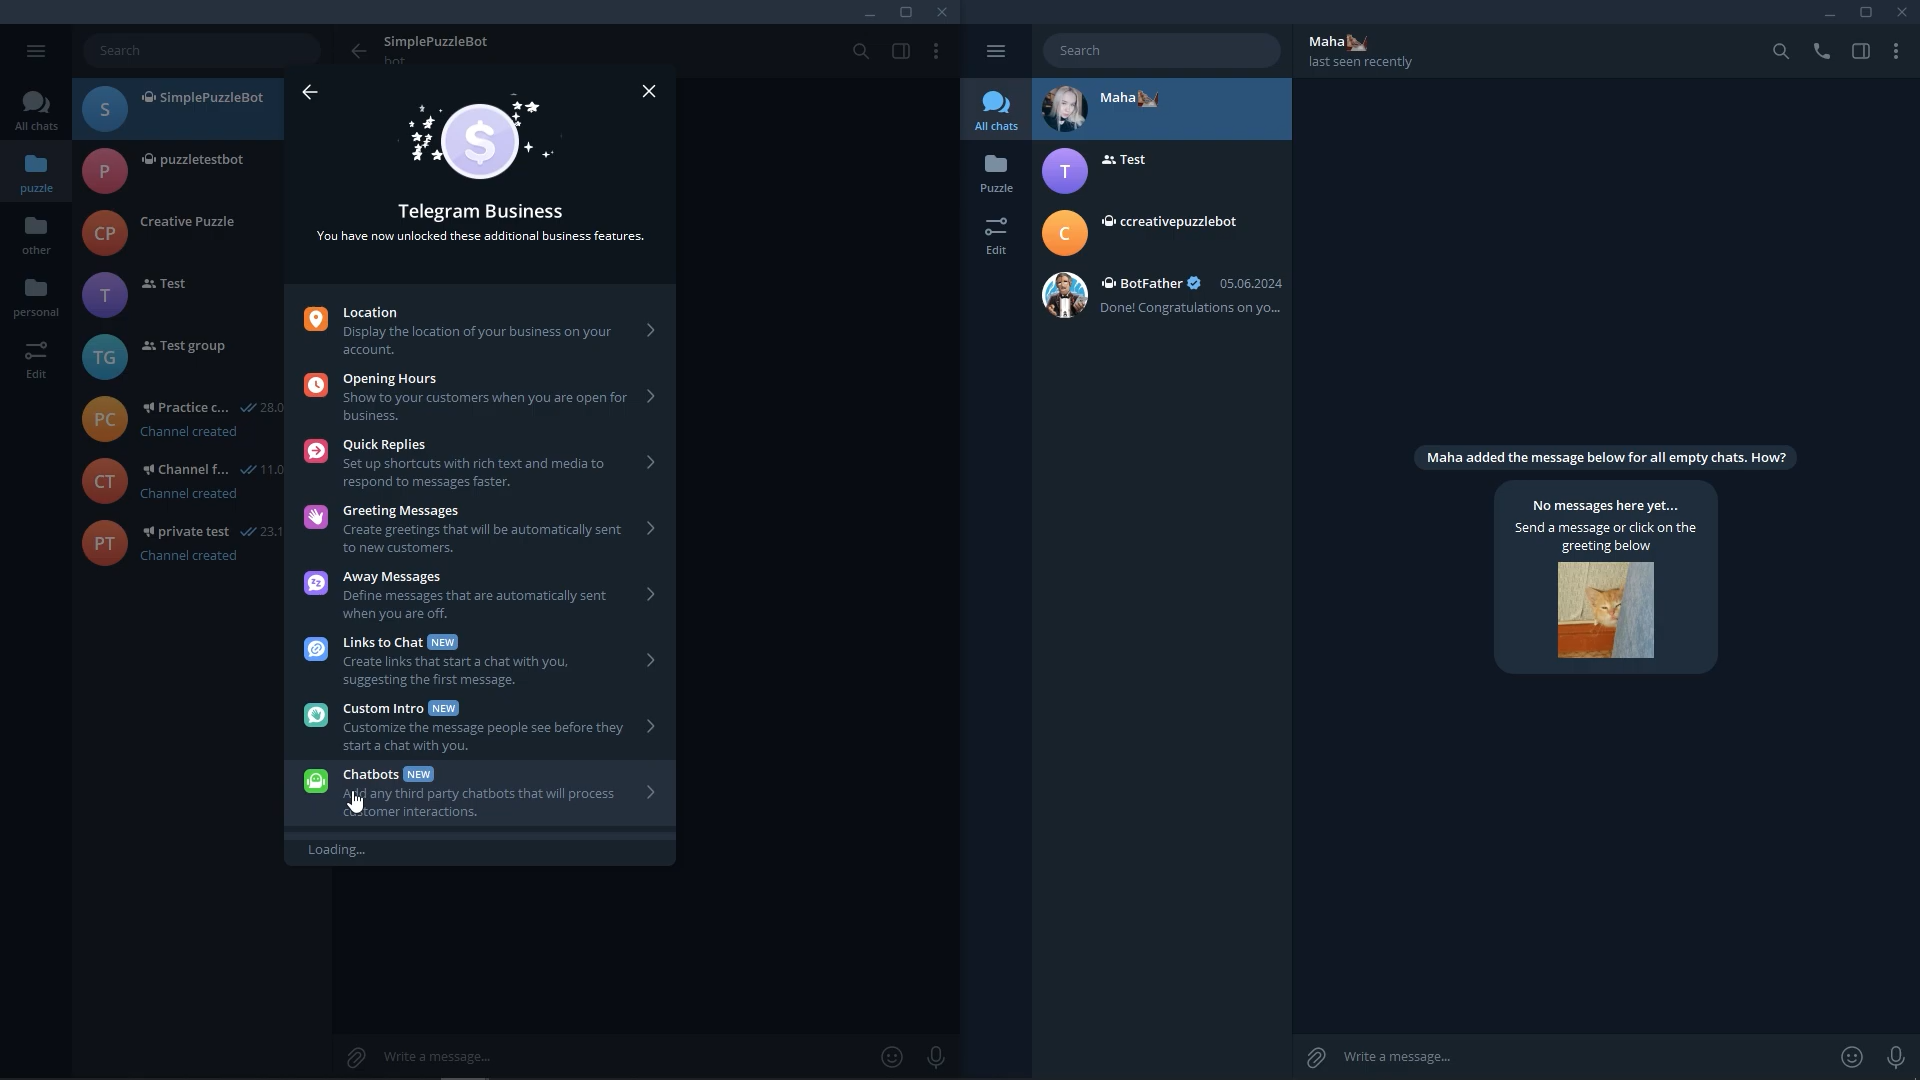 Search
SimplePuzzleBot
bot
All chats
puzzle
other
personal
Edit
S
SimplePuzzleBot
P
puzzletestbot
CP
Creative Puzzle
T
Test
TG
Test group
PC
Practice c...
28.0
Channel created
CT
Channel f...
11.0
Channel created
PT
private test
23.1
Channel created
Telegram Business
You have now unlocked these additional business features.
Location
Display the location of your business on your
account.
Opening Hours
Show to your customers when you are open for
business.
Quick Replies
Set up shortcuts with rich text and media to
respond to messages faster.
Greeting Messages
Create greetings that will be automatically sent
to new customers.
Away Messages
Define messages that are automatically sent
when you are off.
Links to Chat NEW
Create links that start a chat with you,
suggesting the first message.
Custom Intro NEW
Customize the message people see before they
start a chat with you.
Chatbots NEW
Add any third party chatbots that will process
customer interactions.
Loading...
Write a message...
Search
All chats
Puzzle
Edit
Maha
T
Test
C
ccreativepuzzlebot
BotFather 05.06.2024
Done! Congratulations on yo...
Maha
last seen recently
Maha added the message below for all empty chats. How?
No messages here yet...
Send a message or click on the
greeting below
Write a message...